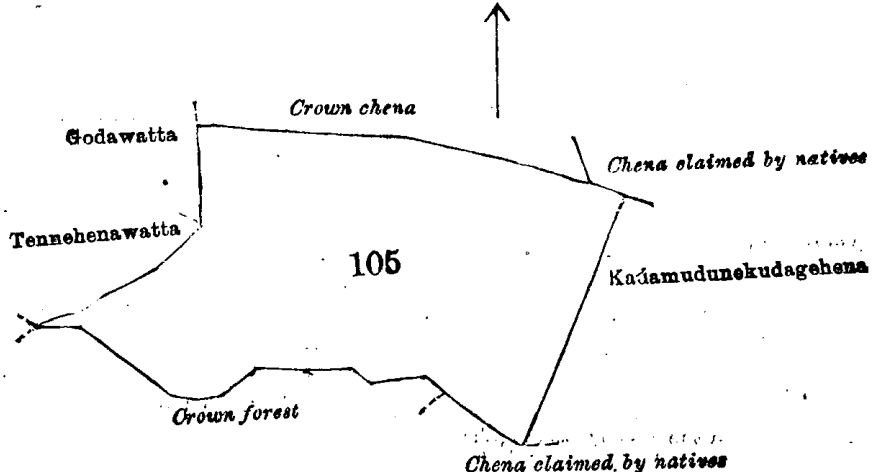 Crown chena
Godawatta
Chena claimed by natives
Tennehenawatta
105
Kadamudunekudagehena
Crown forest
Chena claimed by natives